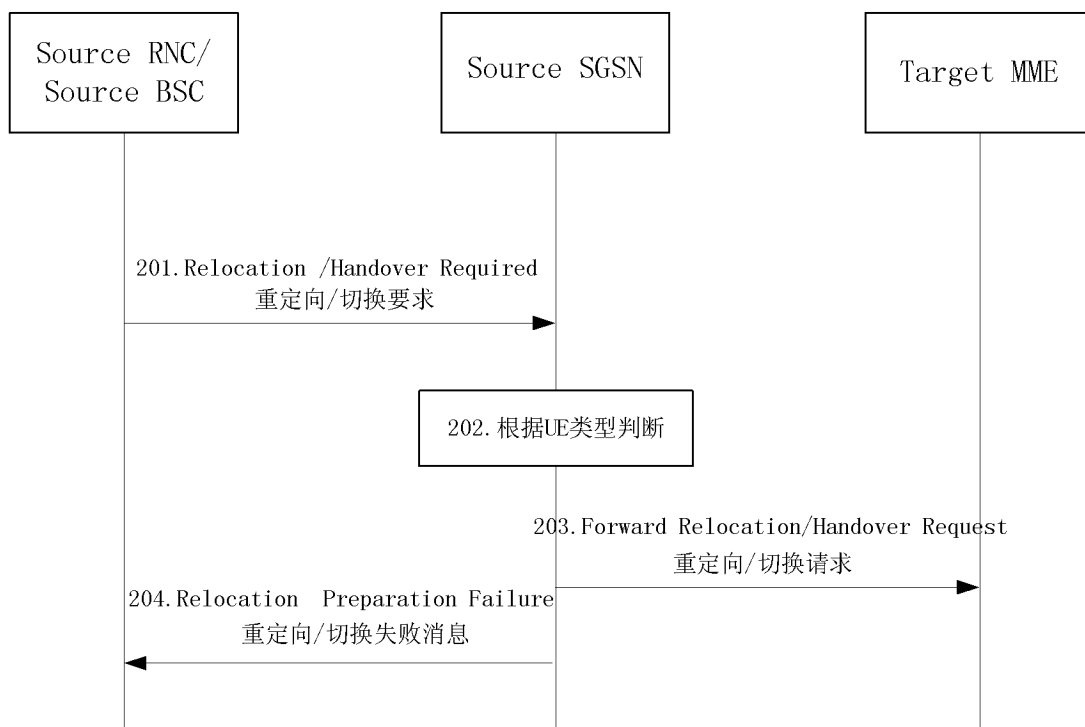 Source RNC/
Source BSC
Source SGSN
Target MME
201.Relocation /Handover Required
重定向/切换要求
202.根据UE类型判断
203.Forward Relocation/Handover Request
重定向/切换请求
204.Relocation Preparation Failure
重定向/切换失败消息